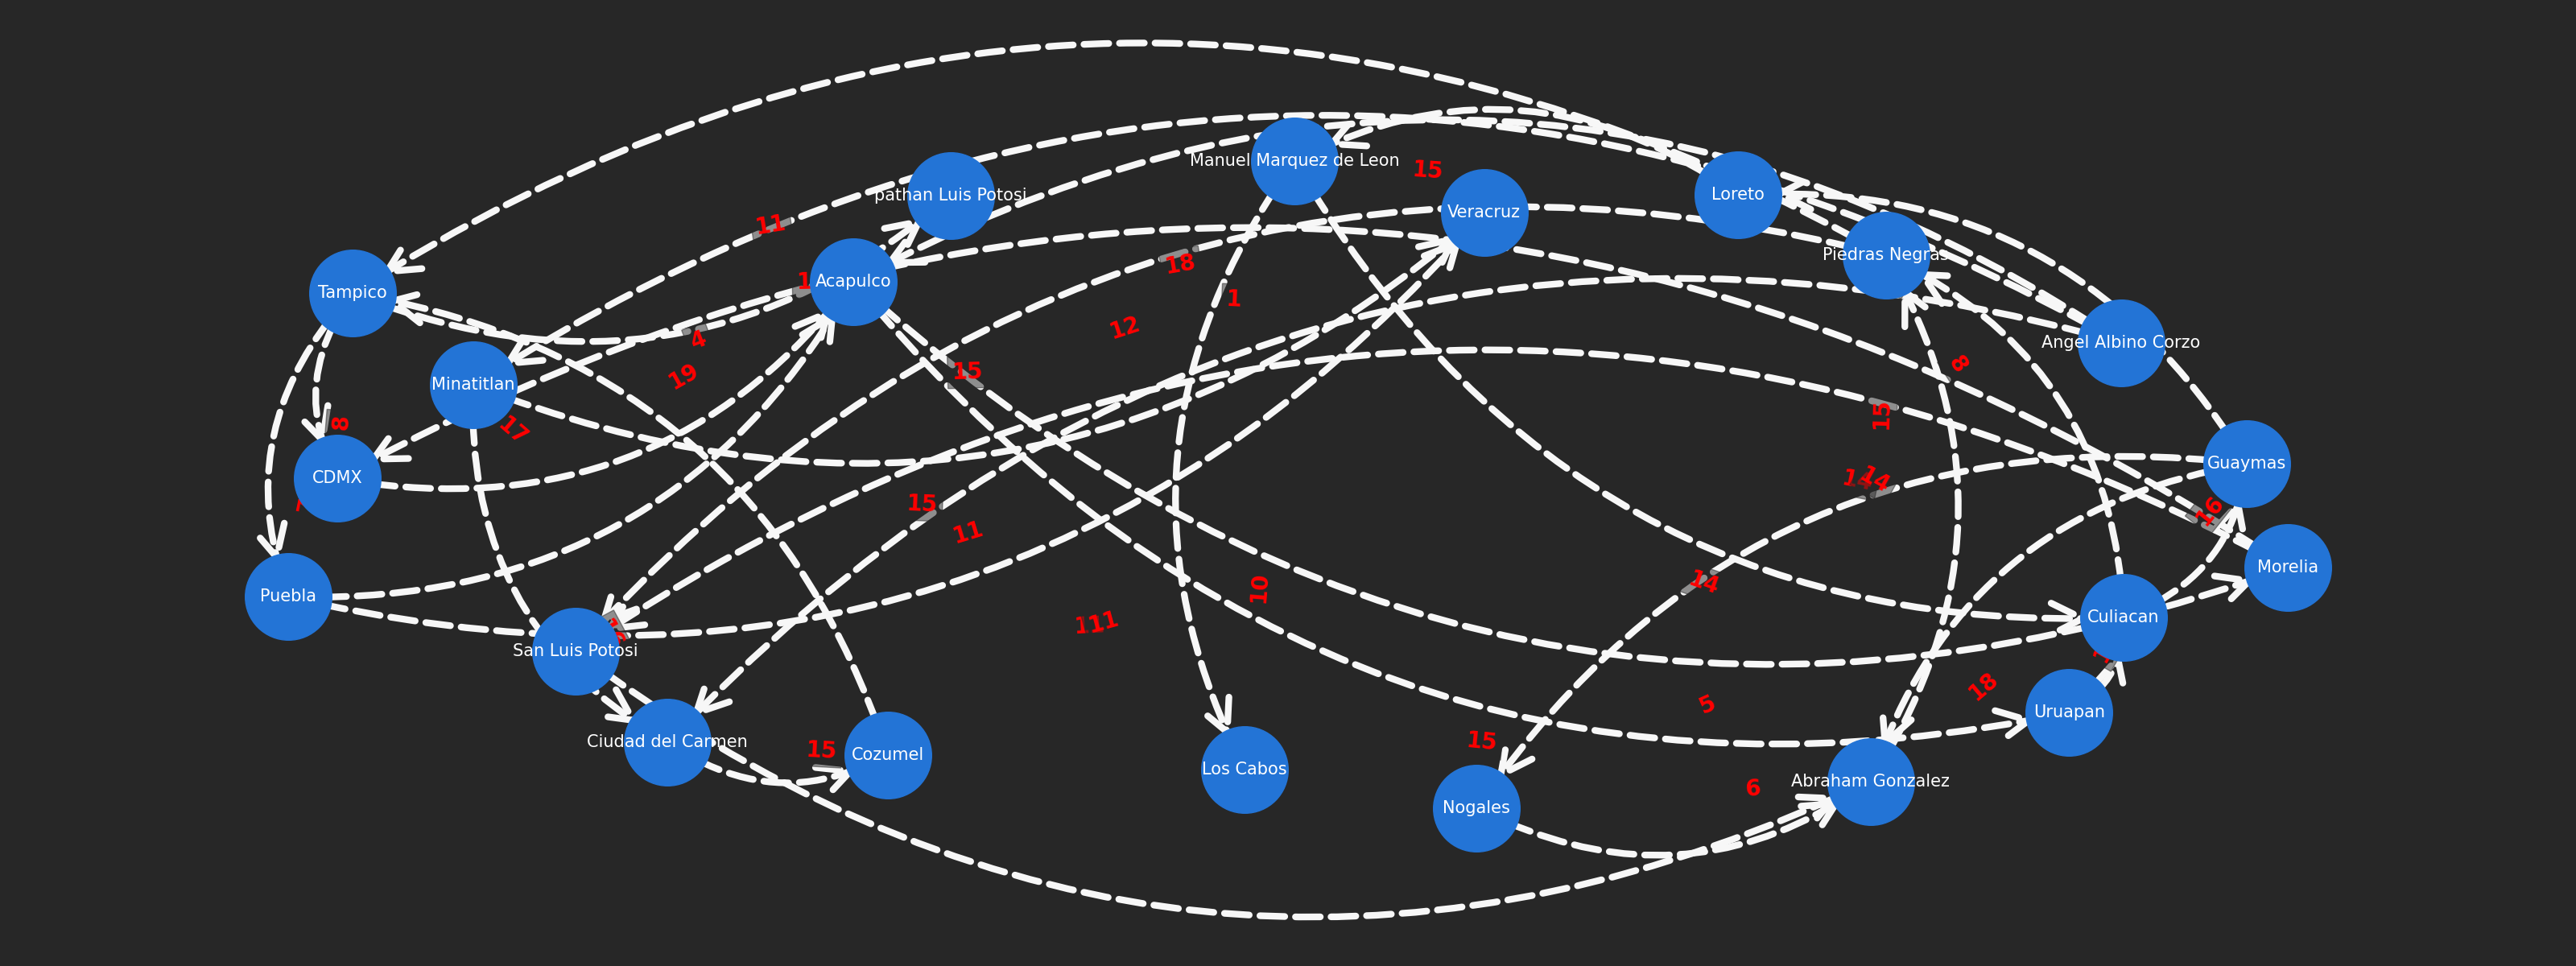 Manuel Marquez de Leon
15
pathan Luis Potosi
Loreto
Veracruz
11
Piedras Negras
18
1
Acapulco
Tampico
1
12
4
Angel Albino Corzo
8
15
19
Minatitlan
15
8
17
Guaymas
CDMX
14
15
16
11
Morelia
14
10
Puebla
Culiacan
11
San Luis Potosi
18
5
Uruapan
15
Ciudad del Carmen
15
Cozumel
Los Cabos
Abraham Gonzalez
6
Nogales